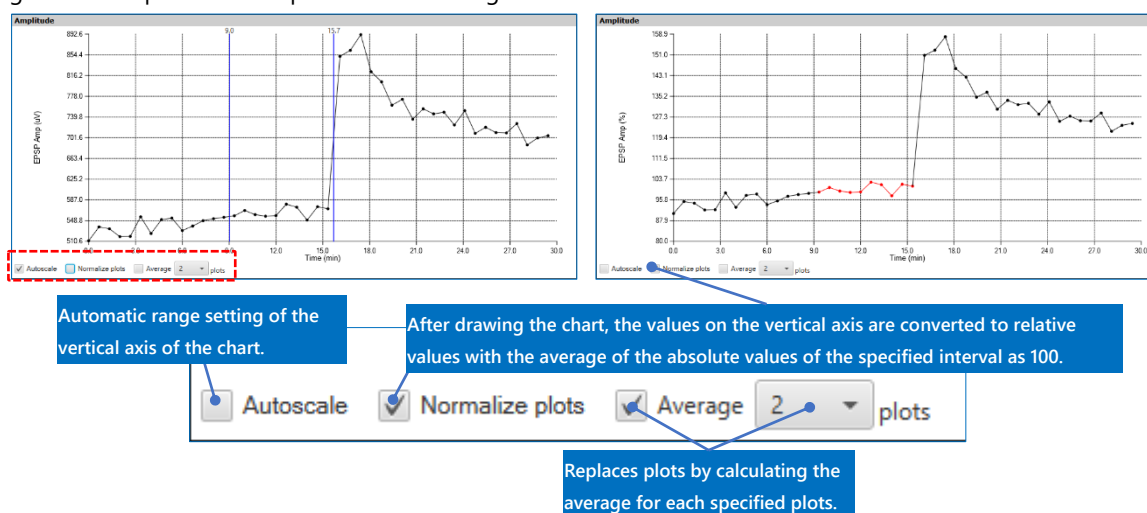 Amplitude
892.6
854.4
816.2
778.0
739.8
701.6
663.4
625.2
587.0
548.8
510.6
EPSP Amp (uV)
9.0
15.7
3.0 9.0 12.0 15.0 18.0 21.0 24.0 27.0 30.0
Time (min)
Autoscale Normalize plots Average 2 plots
Amplitude
158.9
151.0
143.1
135.2
127.3
119.4
111.5
103.7
95.8
87.9
80.0
EPSP Amp (%)
0.0 3.0 6.0 9.0 12.0 15.0 18.0 21.0 24.0 27.0 30.0
Time (min)
Autoscale Normalize plots Average 2 plots
Automatic range setting of the
vertical axis of the chart.
After drawing the chart, the values on the vertical axis are converted to relative
values with the average of the absolute values of the specified interval as 100.
Autoscale Normalize plots Average 2 plots
Replaces plots by calculating the
average for each specified plots.